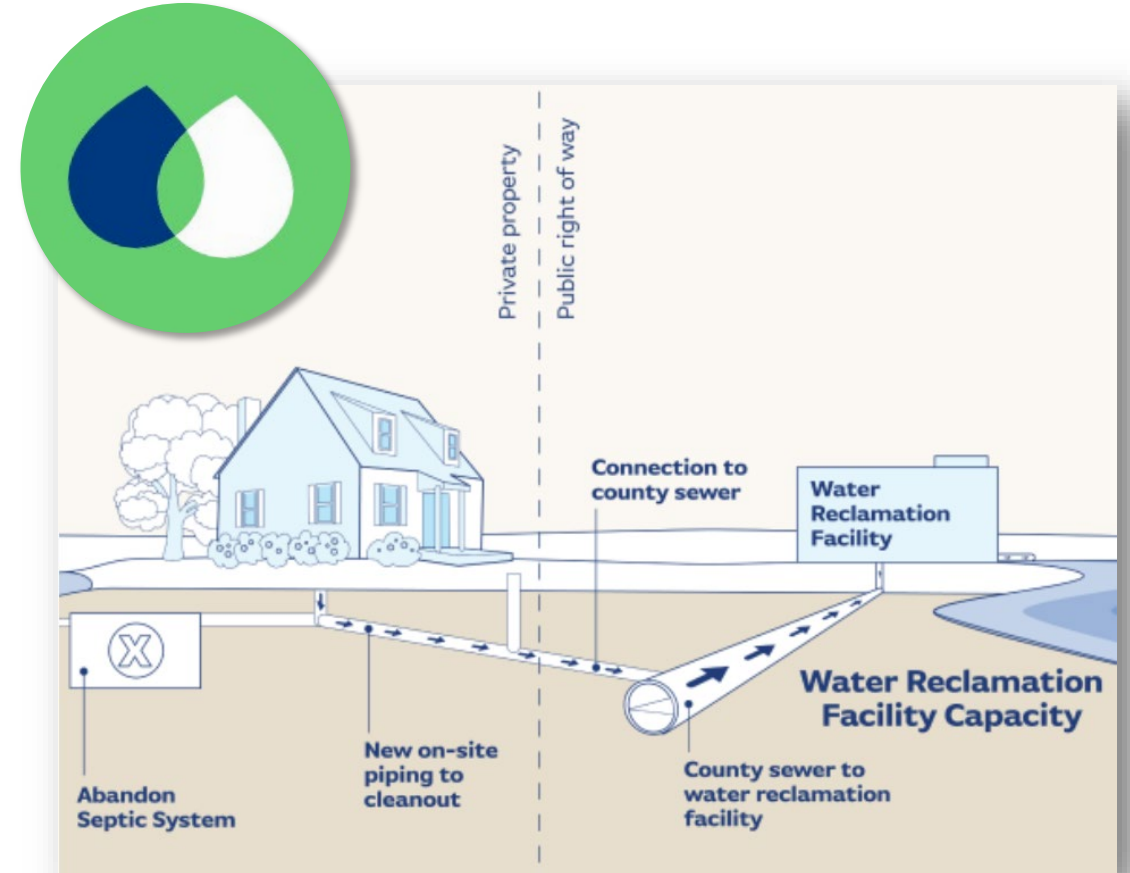 Private property
Public right of way
Connection to
county sewer
Water
Reclamation
Facility
X
Water Reclamation
Facility Capacity
New on-site
piping to
cleanout
County sewer to
water reclamation
facility
Abandon
Septic System